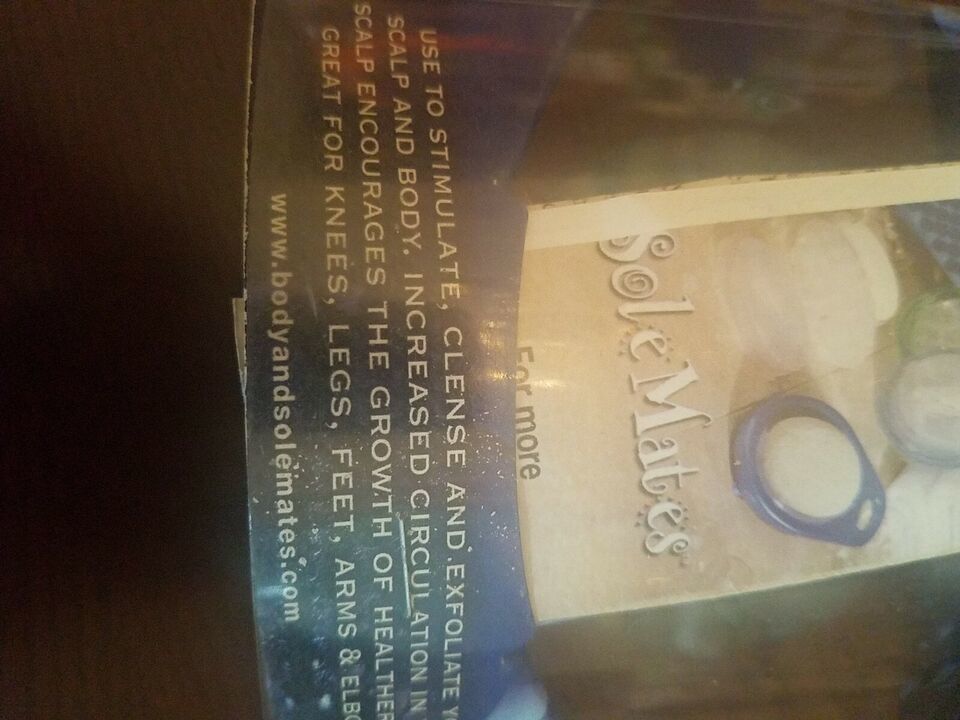 USE TO STIMULATE, CLENSE AND EXFOLIATE
SCALP AND BODY. INCREASED CIRCULATION IN
SCALP ENCOURAGES THE GROWTH OF HEALTHER
GREAT FOR KNEES, LEGS, FEET, ARMS &
www.bodyandsolemates.com
For more
Sole Mates